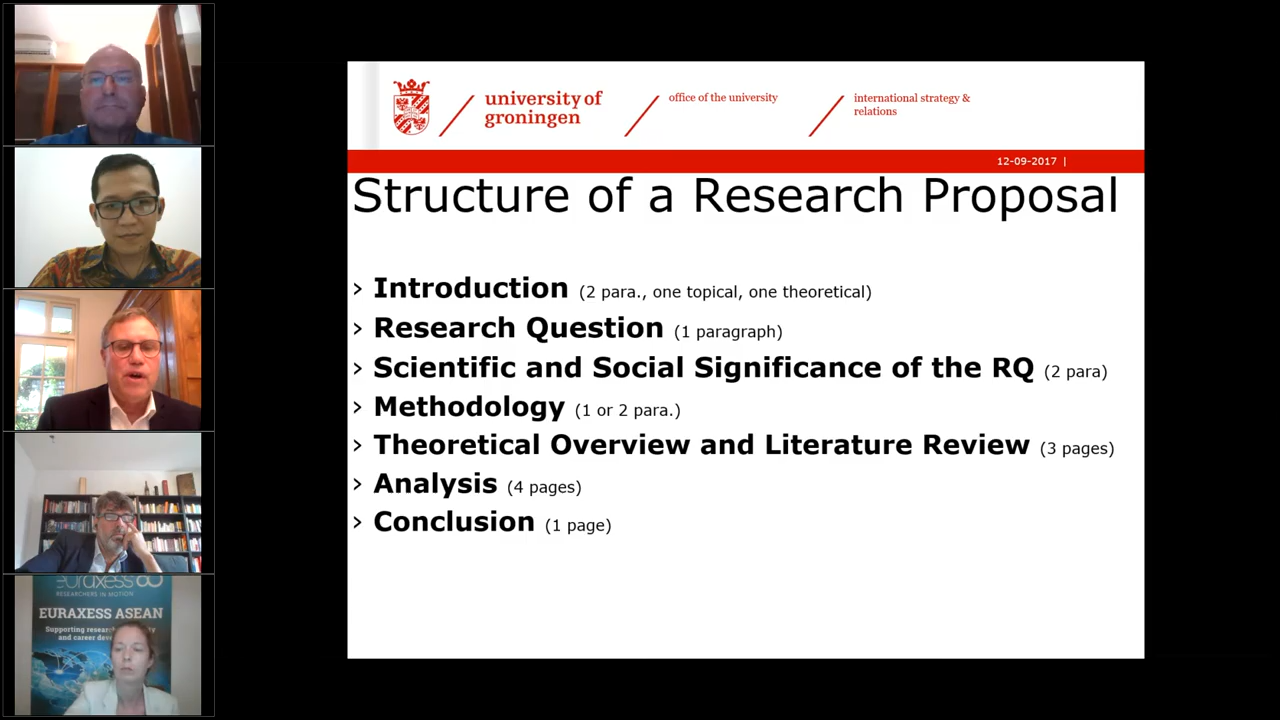 university of
groningen
office of the university
international strategy &
relations
12-09-2017 |
Structure of a Research Proposal
› Introduction (2 para., one topical, one theoretical)
› Research Question (1 paragraph)
› Scientific and Social Significance of the RQ (2 para)
› Methodology (1 or 2 para.)
› Theoretical Overview and Literature Review (3 pages)
› Analysis (4 pages)
› Conclusion (1 page)
euraxess
RESEARCHERS IN MOTION
EURAXESS ASEAN
Supporting
and career